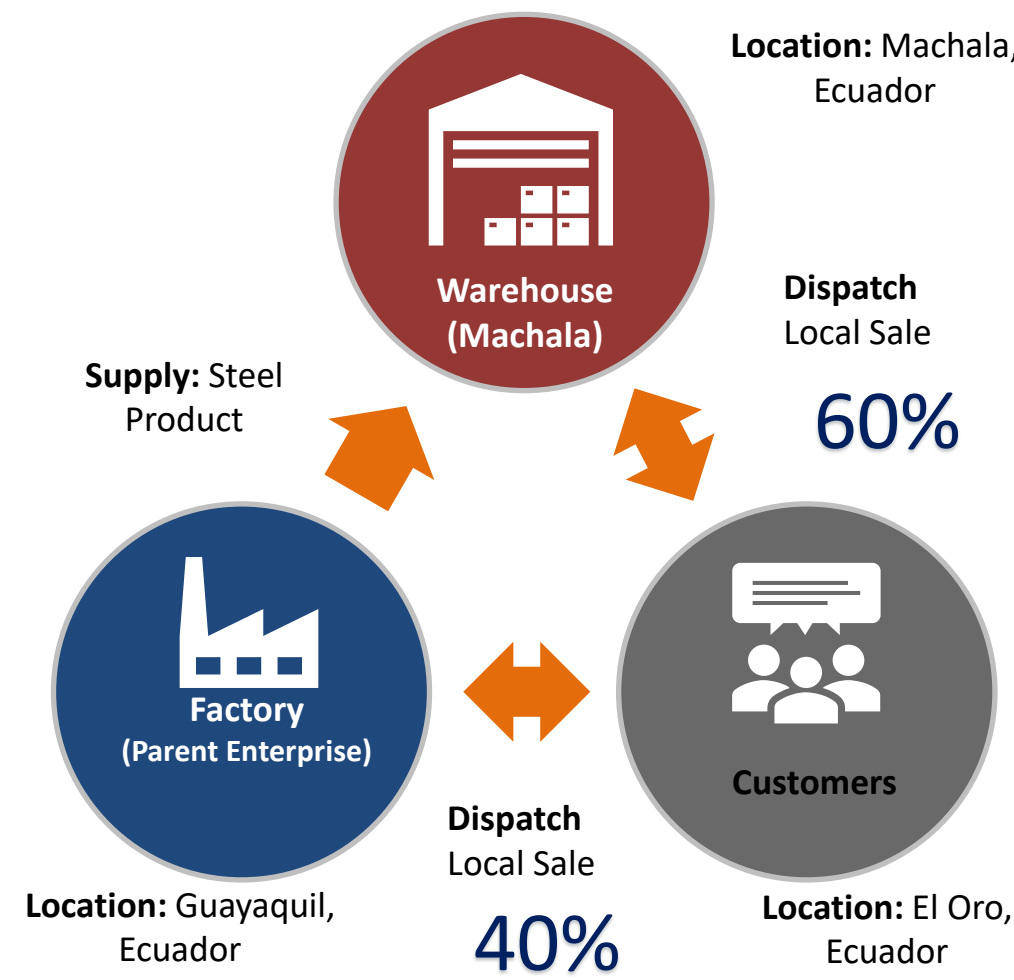 Location: Machala,
Ecuador
Warehouse
(Machala)
Dispatch
Local Sale
60%
Supply: Steel
Product
Factory
(Parent Enterprise)
Customers
Dispatch
Local Sale
40%
Location: Guayaquil,
Ecuador
Location: El Oro,
Ecuador